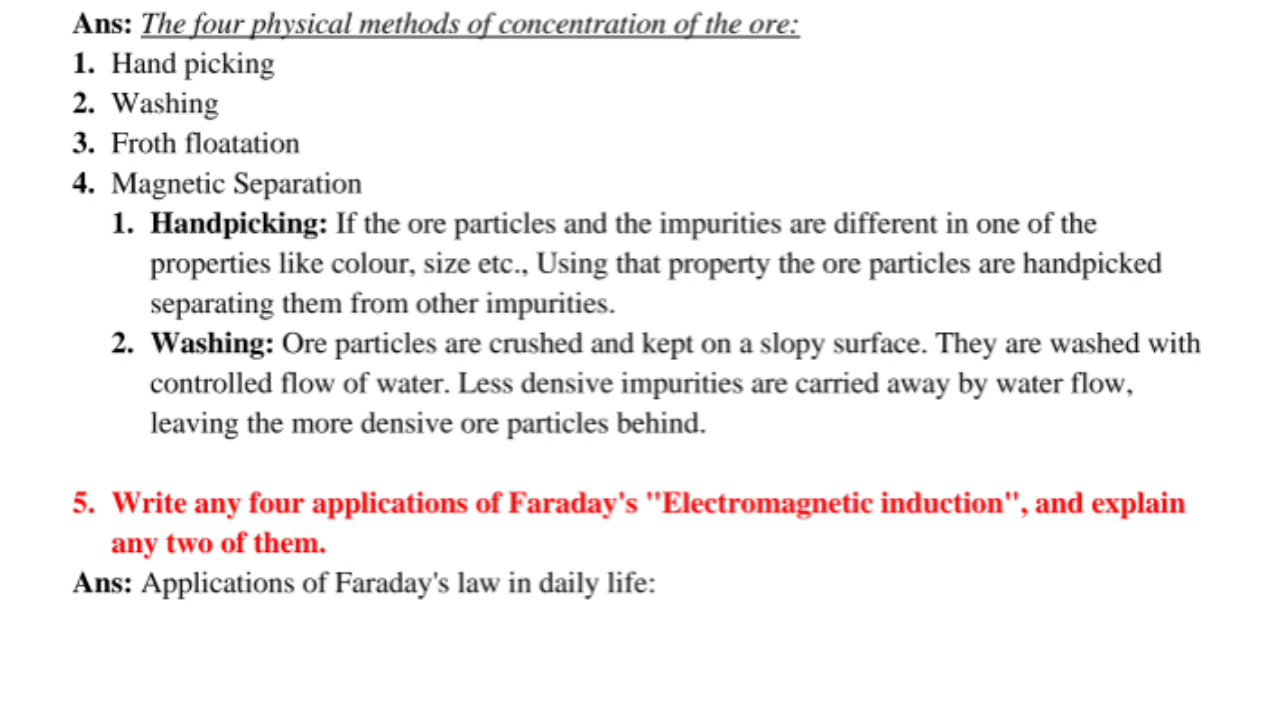 Ans: The four physical methods of concentration of the ore:
1. Hand picking
2. Washing
3. Froth floatation
4. Magnetic Separation
1. Handpicking: If the ore particles and the impurities are different in one of the
properties like colour, size etc., Using that property the ore particles are handpicked
separating them from other impurities.
2. Washing: Ore particles are crushed and kept on a slopy surface. They are washed with
controlled flow of water. Less densive impurities are carried away by water flow,
leaving the more densive ore particles behind.
5. Write any four applications of Faraday's "Electromagnetic induction", and explain
any two of them.
Ans: Applications of Faraday's law in daily life: